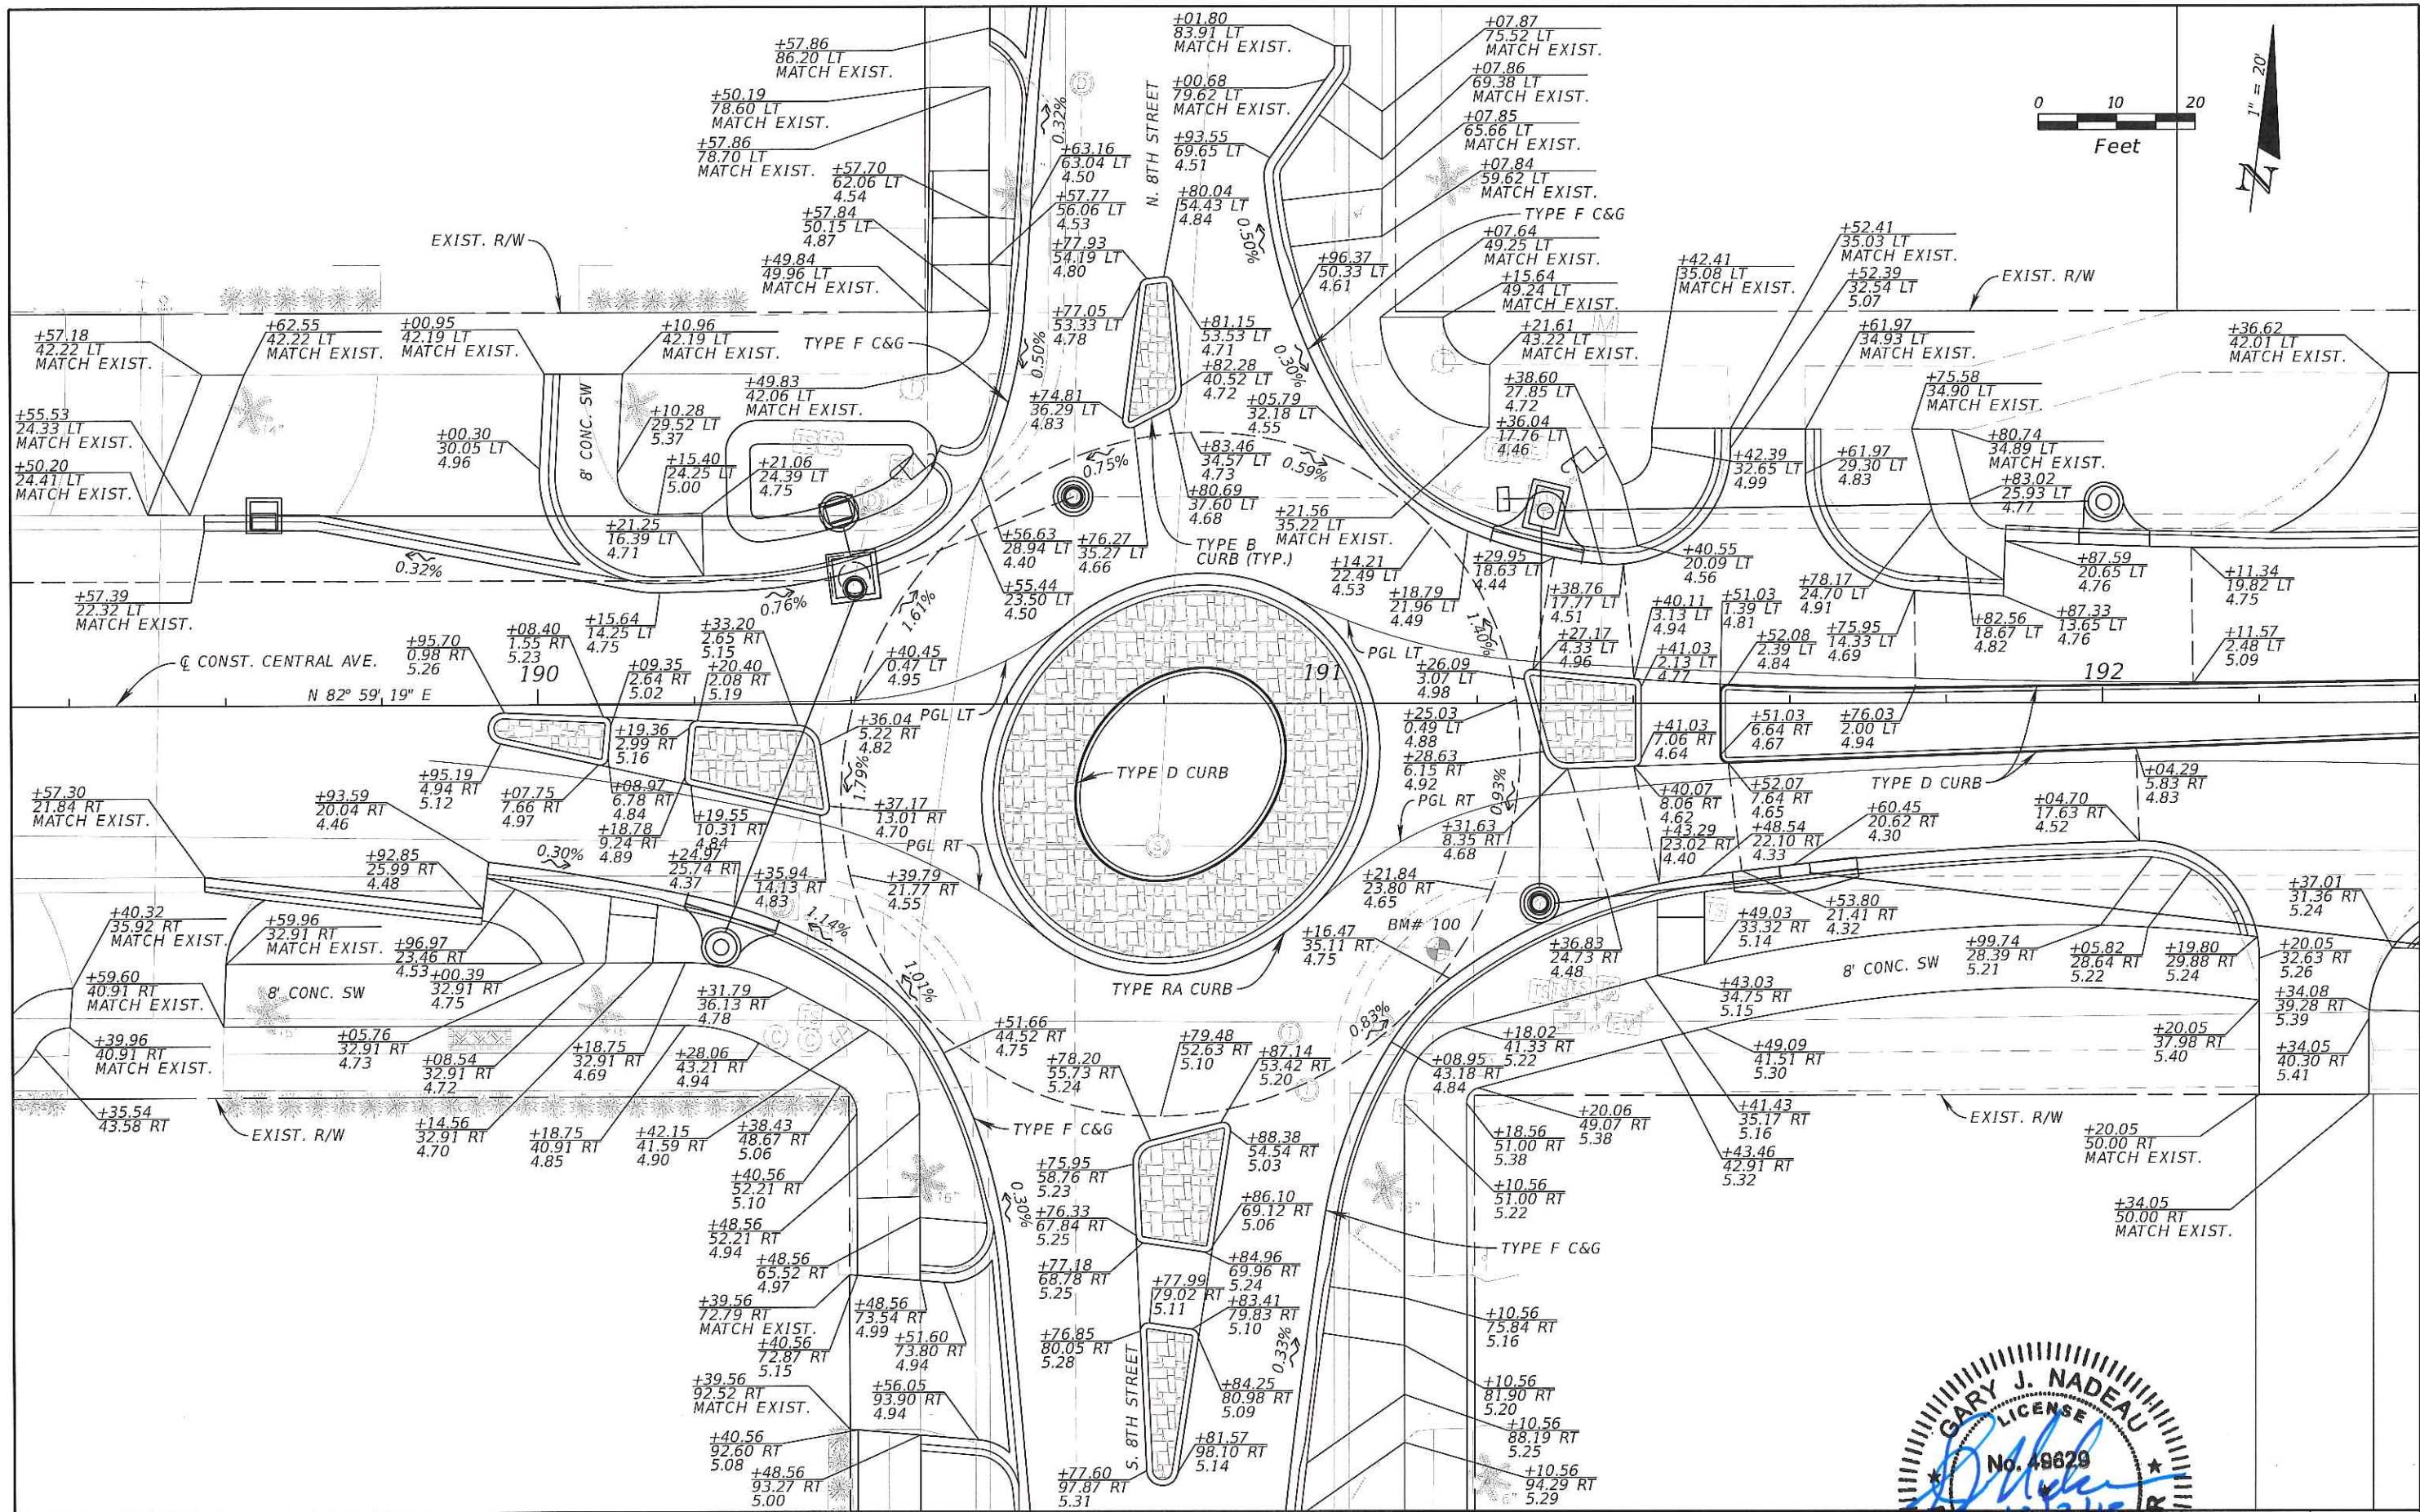 +57.86
86.20 LT
MATCH EXIST.
+50.19
78.60 LT
MATCH EXIST.
+57.86
78.70 LT
MATCH EXIST.
+57.70
62.06 LT
4.54
+57.84
50.15 LT
4.87
+49.84
49.96 LT
MATCH EXIST.
0.32%
+63.16
63.04 LT
4.50
+57.77
56.06 LT
4.53
+77.93
54.19 LT
4.80
+77.05
53.33 LT
4.78
N. 8TH STREET
+01.80
83.91 LT
MATCH EXIST.
+00.68
79.62 LT
MATCH EXIST.
+93.55
69.65 LT
4.51
+80.04
54.43 LT
4.84
0.50%
+07.87
75.52 LT
MATCH EXIST.
+07.86
69.38 LT
MATCH EXIST.
+07.85
65.66 LT
MATCH EXIST.
+07.84
59.62 LT
MATCH EXIST.
TYPE F C&G
+07.64
49.25 LT
MATCH EXIST.
+15.64
49.24 LT
MATCH EXIST.
+96.37
50.33 LT
4.61
+21.61
43.22 LT
MATCH EXIST.
+42.41
35.08 LT
MATCH EXIST.
+52.41
35.03 LT
MATCH EXIST.
+52.39
32.54 LT
5.07
EXIST. R/W
+61.97
34.93 LT
MATCH EXIST.
+36.62
42.01 LT
MATCH EXIST.
0 10 20
Feet
1" = 20'
N
EXIST. R/W
+57.18
42.22 LT
MATCH EXIST.
+62.55
42.22 LT
MATCH EXIST.
+00.95
42.19 LT
MATCH EXIST.
+10.96
42.19 LT
MATCH EXIST.
TYPE F C&G
0.50%
+49.83
42.06 LT
MATCH EXIST.
+81.15
53.53 LT
4.71
+82.28
40.52 LT
4.72
+74.81
36.29 LT
4.83
0.30%
+05.79
32.18 LT
4.55
+38.60
27.85 LT
4.72
+36.04
17.76 LT
4.46
+75.58
34.90 LT
MATCH EXIST.
+80.74
34.89 LT
MATCH EXIST.
+83.02
25.93 LT
4.77
+42.39
32.65 LT
4.99
+61.97
29.30 LT
4.83
+55.53
24.33 LT
MATCH EXIST.
+50.20
24.41 LT
MATCH EXIST.
+00.30
30.05 LT
4.96
8' CONC. SW
+10.28
29.52 LT
5.37
+15.40
24.25 LT
5.00
+21.06
24.39 LT
4.75
+21.25
16.39 LT
4.71
0.75%
+83.46
34.57 LT
4.73
0.59%
+80.69
37.60 LT
4.68
+21.56
35.22 LT
MATCH EXIST.
+56.63
28.94 LT
4.40
+76.27
35.27 LT
4.66
TYPE B
CURB (TYP.)
+55.44
23.50 LT
4.50
+14.21
22.49 LT
4.53
+18.79
21.96 LT
4.49
+29.95
18.63 LT
4.44
+40.55
20.09 LT
4.56
+38.76
17.77 LT
4.51
+78.17
24.70 LT
4.91
+87.59
20.65 LT
4.76
+11.34
19.82 LT
4.75
+57.39
22.32 LT
MATCH EXIST.
0.32%
0.76%
1.61%
1.40%
+15.64
14.25 LT
4.75
+95.70
0.98 RT
5.26
+08.40
1.55 RT
5.23
+33.20
2.65 RT
5.15
+09.35
2.64 RT
5.02
+20.40
2.08 RT
5.19
+40.45
0.47 LT
4.95
PGL LT
+27.17
4.33 LT
4.96
+26.09
3.07 LT
4.98
+40.11
3.13 LT
4.94
+41.03
2.13 LT
4.77
+51.03
1.39 LT
4.81
+52.08
2.39 LT
4.84
+75.95
14.33 LT
4.69
+82.56
18.67 LT
4.82
+87.33
13.65 LT
4.76
+11.57
2.48 LT
5.09
℄ CONST. CENTRAL AVE.
N 82° 59' 19" E
190
191
192
PGL LT
+19.36
2.99 RT
5.16
+36.04
5.22 RT
4.82
+25.03
0.49 LT
4.88
+28.63
6.15 RT
4.92
+41.03
7.06 RT
4.64
+51.03
6.64 RT
4.67
+76.03
2.00 LT
4.94
+95.19
4.94 RT
5.12
+07.75
7.66 RT
4.97
+08.97
6.78 RT
4.84
+18.78
9.24 RT
4.89
+19.55
10.31 RT
4.84
1.79%
+37.17
13.01 RT
4.70
TYPE D CURB
PGL RT
0.93%
+31.63
8.35 RT
4.68
+40.07
8.06 RT
4.62
+52.07
7.64 RT
4.65
TYPE D CURB
+60.45
20.62 RT
4.30
+04.70
17.63 RT
4.52
+04.29
5.83 RT
4.83
+57.30
21.84 RT
MATCH EXIST.
+93.59
20.04 RT
4.46
0.30%
+92.85
25.99 RT
4.48
+24.97
25.74 RT
4.37
+35.94
14.13 RT
4.83
PGL RT
+39.79
21.77 RT
4.55
+43.29
23.02 RT
4.40
+48.54
22.10 RT
4.33
+21.84
23.80 RT
4.65
BM# 100
+16.47
35.11 RT
4.75
+36.83
24.73 RT
4.48
+53.80
21.41 RT
4.32
+49.03
33.32 RT
5.14
+99.74
28.39 RT
5.21
+05.82
28.64 RT
5.22
+19.80
29.88 RT
5.24
+37.01
31.36 RT
5.24
+20.05
32.63 RT
5.26
+34.08
39.28 RT
5.39
+34.05
40.30 RT
5.41
+40.32
35.92 RT
MATCH EXIST.
+59.96
32.91 RT
MATCH EXIST.
+59.60
40.91 RT
MATCH EXIST.
+39.96
40.91 RT
MATCH EXIST.
+35.54
43.58 RT
+96.97
23.46 RT
4.53
+00.39
32.91 RT
4.75
8' CONC. SW
1.14%
1.01%
+31.79
36.13 RT
4.78
+05.76
32.91 RT
4.73
+08.54
32.91 RT
4.72
+18.75
32.91 RT
4.69
+28.06
43.21 RT
4.94
TYPE RA CURB
8' CONC. SW
+43.03
34.75 RT
5.15
0.83%
+18.02
41.33 RT
5.22
+08.95
43.18 RT
4.84
+49.09
41.51 RT
5.30
+20.05
37.98 RT
5.40
+51.66
44.52 RT
4.75
+78.20
55.73 RT
5.24
+79.48
52.63 RT
5.10
+87.14
53.42 RT
5.20
+14.56
32.91 RT
4.70
+18.75
40.91 RT
4.85
+42.15
41.59 RT
4.90
+38.43
48.67 RT
5.06
EXIST. R/W
TYPE F C&G
+88.38
54.54 RT
5.03
+18.56
51.00 RT
5.38
+20.06
49.07 RT
5.38
+41.43
35.17 RT
5.16
+43.46
42.91 RT
5.32
EXIST. R/W
+20.05
50.00 RT
MATCH EXIST.
+34.05
50.00 RT
MATCH EXIST.
+40.56
52.21 RT
5.10
+48.56
52.21 RT
4.94
+48.56
65.52 RT
4.97
0.30%
+75.95
58.76 RT
5.23
+76.33
67.84 RT
5.25
+77.18
68.78 RT
5.25
+86.10
69.12 RT
5.06
+84.96
69.96 RT
5.24
+10.56
51.00 RT
5.22
TYPE F C&G
+39.56
72.79 RT
MATCH EXIST.
+40.56
72.87 RT
5.15
+48.56
73.54 RT
4.99
+51.60
73.80 RT
4.94
+77.99
79.02 RT
5.11
+83.41
79.83 RT
5.10
+76.85
80.05 RT
5.28
0.33%
+10.56
75.84 RT
5.16
+39.56
92.52 RT
MATCH EXIST.
+56.05
93.90 RT
4.94
+40.56
92.60 RT
5.08
+48.56
93.27 RT
5.00
S. 8TH STREET
+84.25
80.98 RT
5.09
+81.57
98.10 RT
5.14
+77.60
97.87 RT
5.31
+10.56
81.90 RT
5.20
+10.56
88.19 RT
5.25
+10.56
94.29 RT
5.29
GARY J. NADEAU
LICENSE
No. 49629